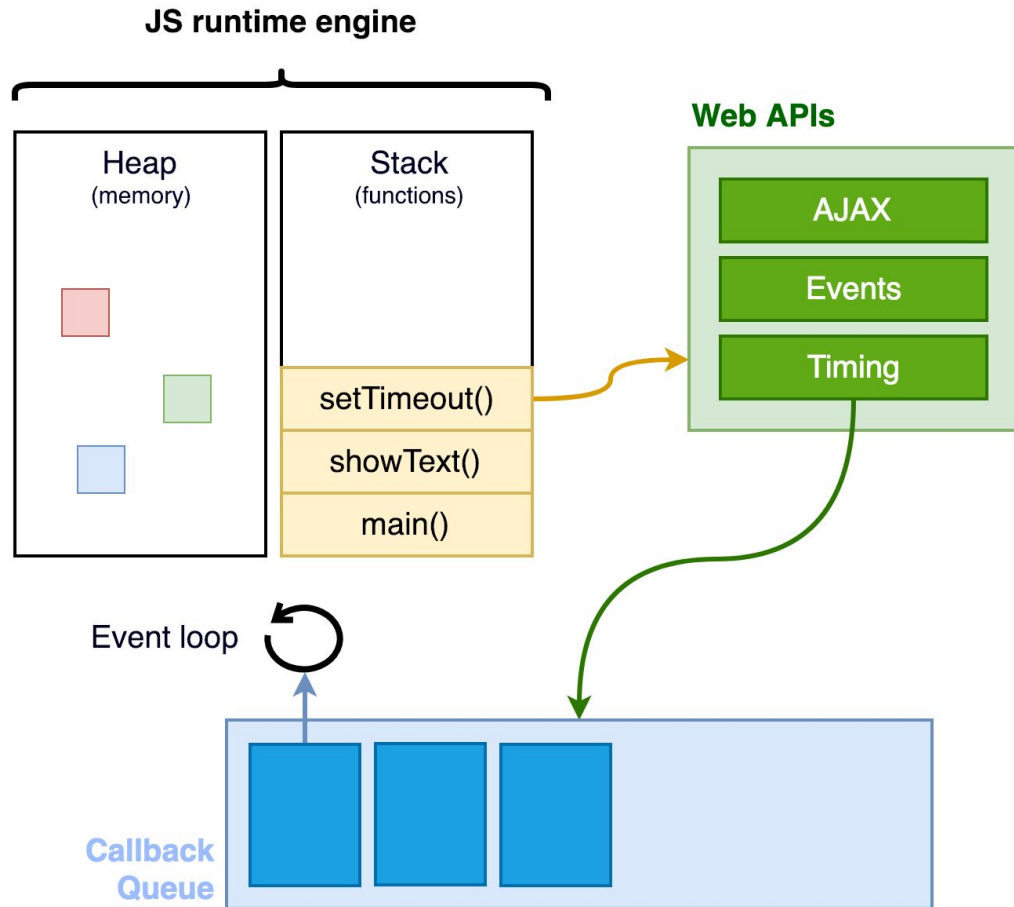 JS runtime engine
Heap
(memory)
Stack
(functions)
setTimeout()
showText()
main()
Web APIs
AJAX
Events
Timing
Event loop
Callback
Queue